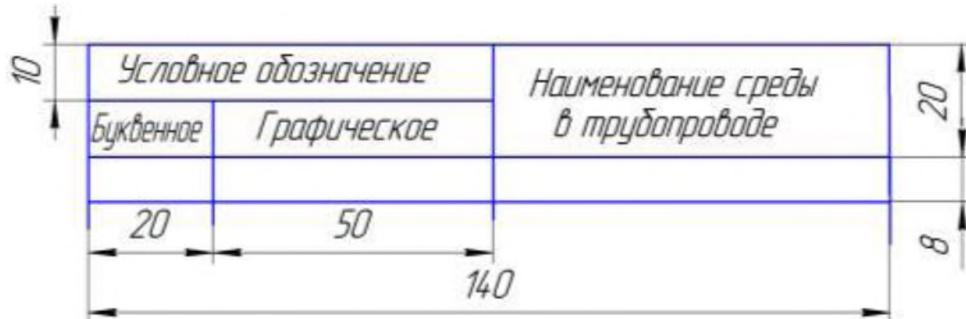 10
Условное обозначение
Наименование среды
в трубопроводе
20
Буквенное
Графическое
20
50
8
140